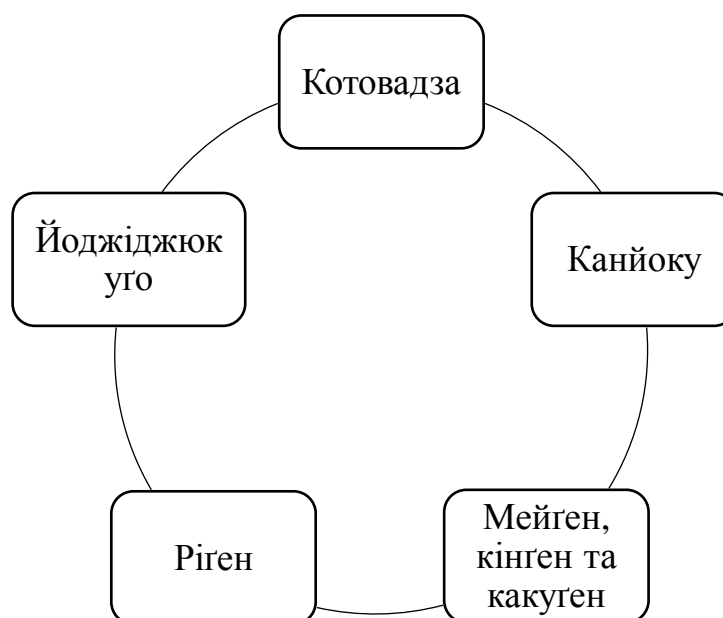 Котовадза
Канйоку
Мейґен,
кінґен та
какуґен
Ріґен
Йоджіджюк
уґо